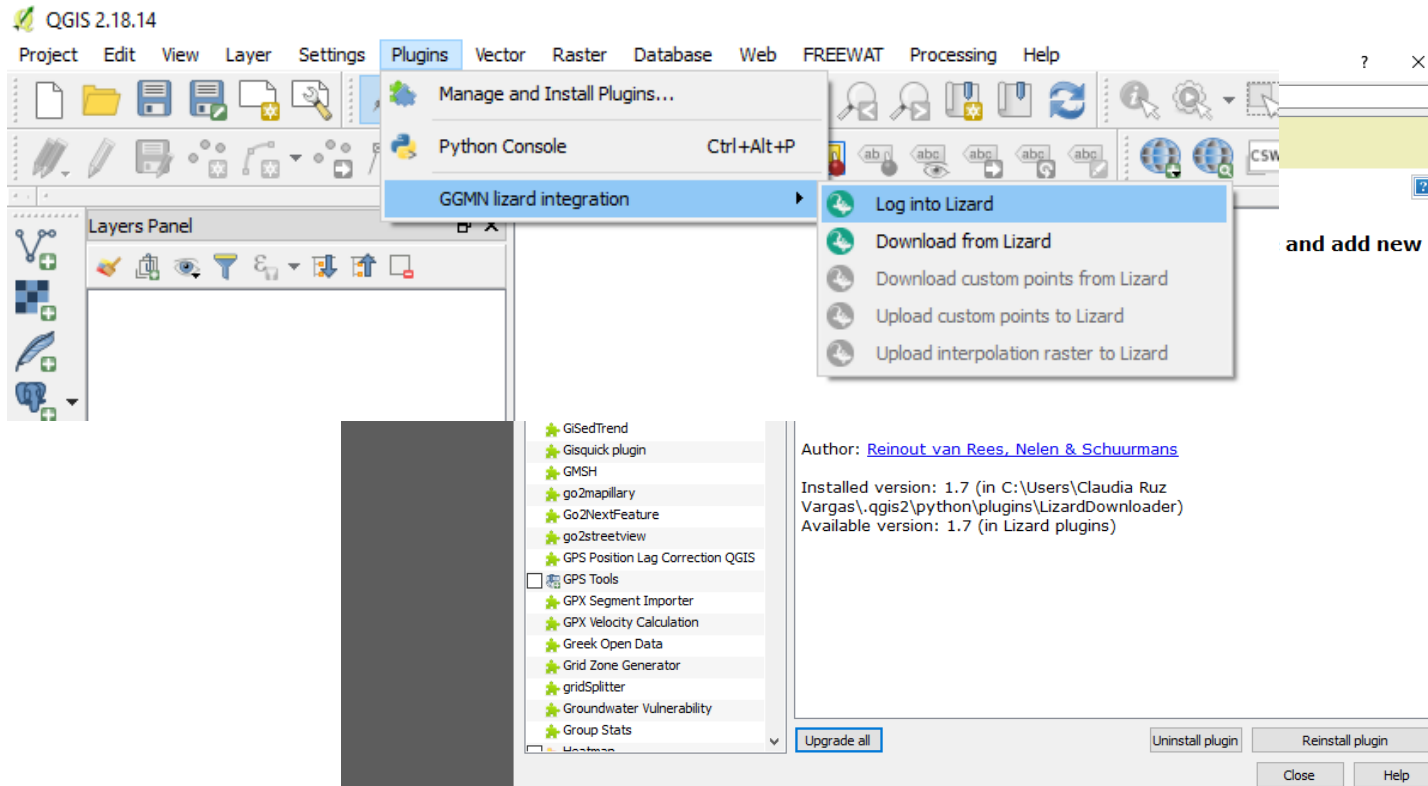 QGIS 2.18.14
Project Edit View Layer Settings Plugins Vector Raster Database Web FREEWAT Processing Help
? ×
Manage and Install Plugins...
Python Console Ctrl+Alt+P
GGMN lizard integration
Log into Lizard
Download from Lizard
Download custom points from Lizard
Upload custom points to Lizard
Upload interpolation raster to Lizard
abc abc abc abc
CSW
?
Layers Panel
and add new
GiSedTrend
Gisquick plugin
GMSH
go2mapillary
Go2NextFeature
go2streetview
GPS Position Lag Correction QGIS
GPS Tools
GPX Segment Importer
GPX Velocity Calculation
Greek Open Data
Grid Zone Generator
gridSplitter
Groundwater Vulnerability
Group Stats
Heatmap
Author: Reinout van Rees, Nelen & Schuurmans
Installed version: 1.7 (in C:\Users\Claudia Ruz
Vargas\.qgis2\python\plugins\LizardDownloader)
Available version: 1.7 (in Lizard plugins)
Upgrade all Uninstall plugin Reinstall plugin
Close Help